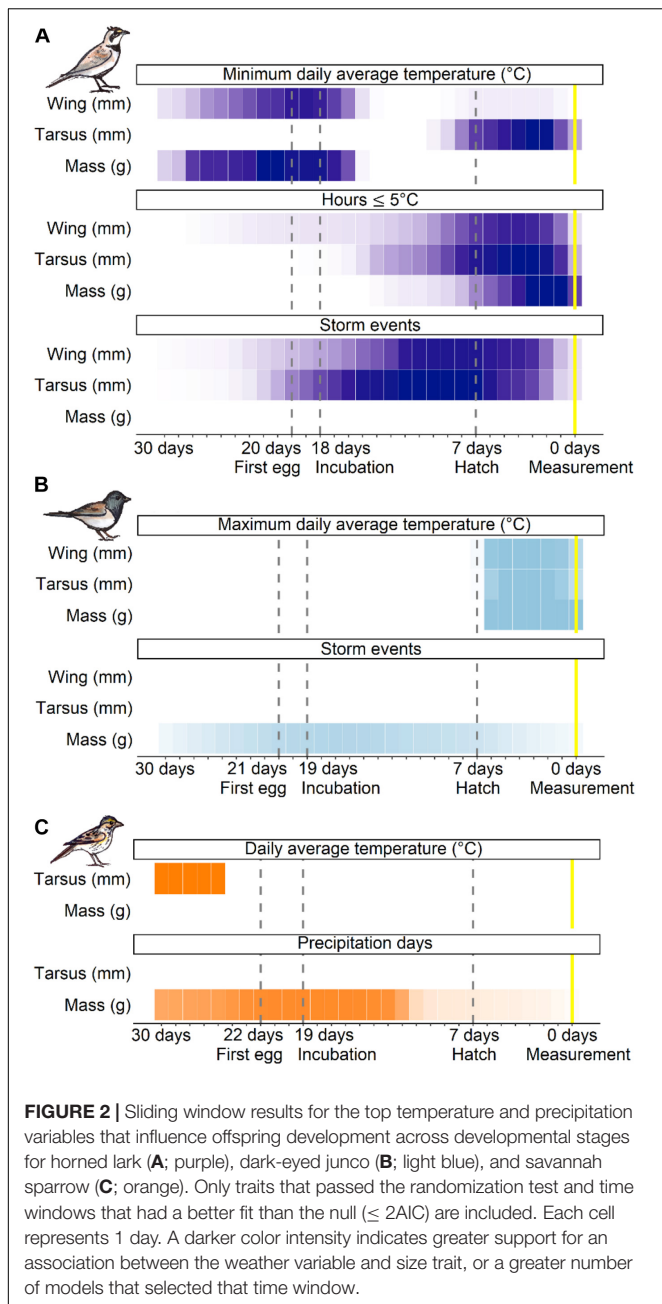 A
Minimum daily average temperature (°C)
Wing (mm)
Tarsus (mm)
Mass (g)
Hours ≤ 5°C
Wing (mm)
Tarsus (mm)
Mass (g)
Storm events
Wing (mm)
Tarsus (mm)
Mass (g)
30 days 20 days 18 days 7 days 0 days
First egg Incubation Hatch Measurement
B
Maximum daily average temperature (°C)
Wing (mm)
Tarsus (mm)
Mass (g)
Storm events
Wing (mm)
Tarsus (mm)
Mass (g)
30 days 21 days 19 days 7 days 0 days
First egg Incubation Hatch Measurement
C
Daily average temperature (°C)
Tarsus (mm)
Mass (g)
Precipitation days
Tarsus (mm)
Mass (g)
30 days 22 days 19 days 7 days 0 days
First egg Incubation Hatch Measurement
FIGURE 2 | Sliding window results for the top temperature and precipitation
variables that influence offspring development across developmental stages
for horned lark (A; purple), dark-eyed junco (B; light blue), and savannah
sparrow (C; orange). Only traits that passed the randomization test and time
windows that had a better fit than the null (≤ 2AIC) are included. Each cell
represents 1 day. A darker color intensity indicates greater support for an
association between the weather variable and size trait, or a greater number
of models that selected that time window.